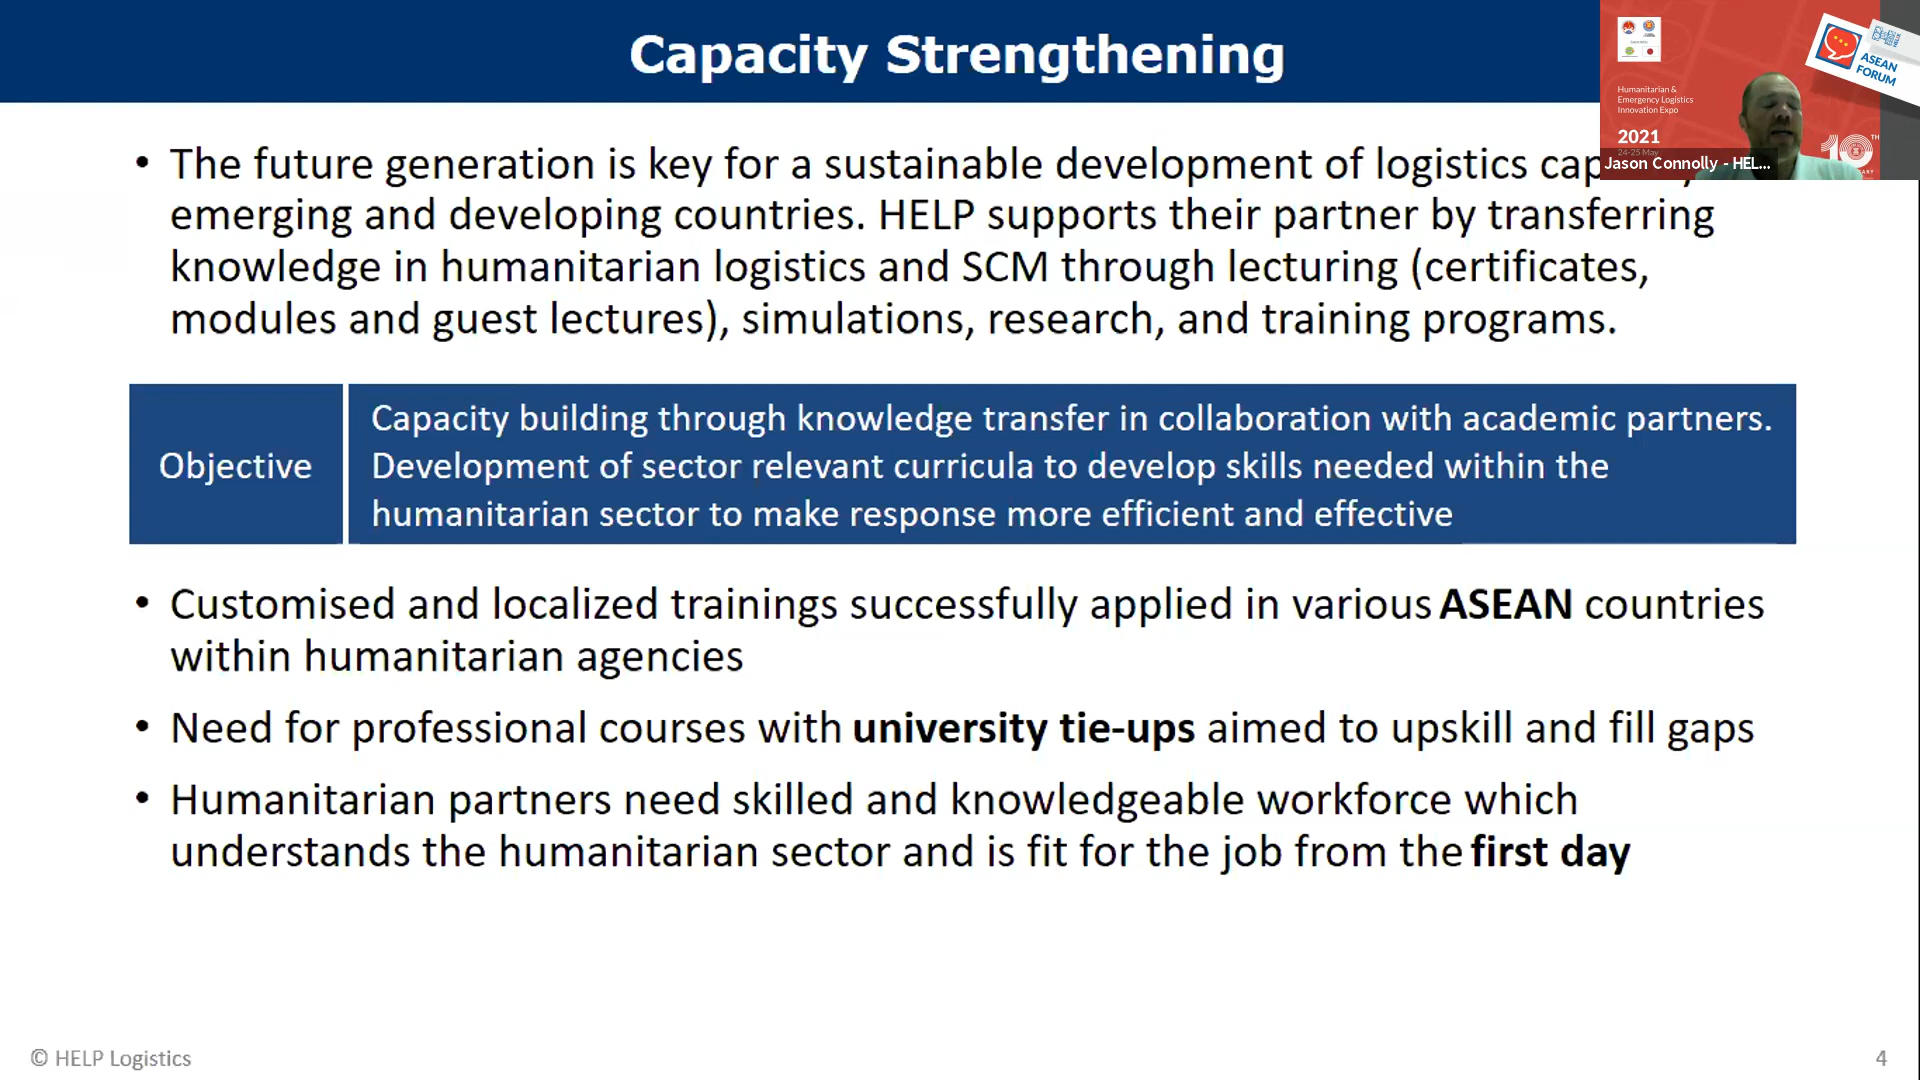 Capacity Strengthening
• The future generation is key for a sustainable development of logistics
emerging and developing countries. HELP supports their partner by transferring
knowledge in humanitarian logistics and SCM through lecturing (certificates,
modules and guest lectures), simulations, research, and training programs.
Objective
Capacity building through knowledge transfer in collaboration with academic partners.
Development of sector relevant curricula to develop skills needed within the
humanitarian sector to make response more efficient and effective
• Customised and localized trainings successfully applied in various ASEAN countries
within humanitarian agencies
• Need for professional courses with university tie-ups aimed to upskill and fill gaps
• Humanitarian partners need skilled and knowledgeable workforce which
understands the humanitarian sector and is fit for the job from the first day
© HELP Logistics
4
Humanitarian &
Emergency Logistics
Innovation Expo
2021
24-25 May
Jason Connolly - HEL...
ASEAN
FORUM
10TH